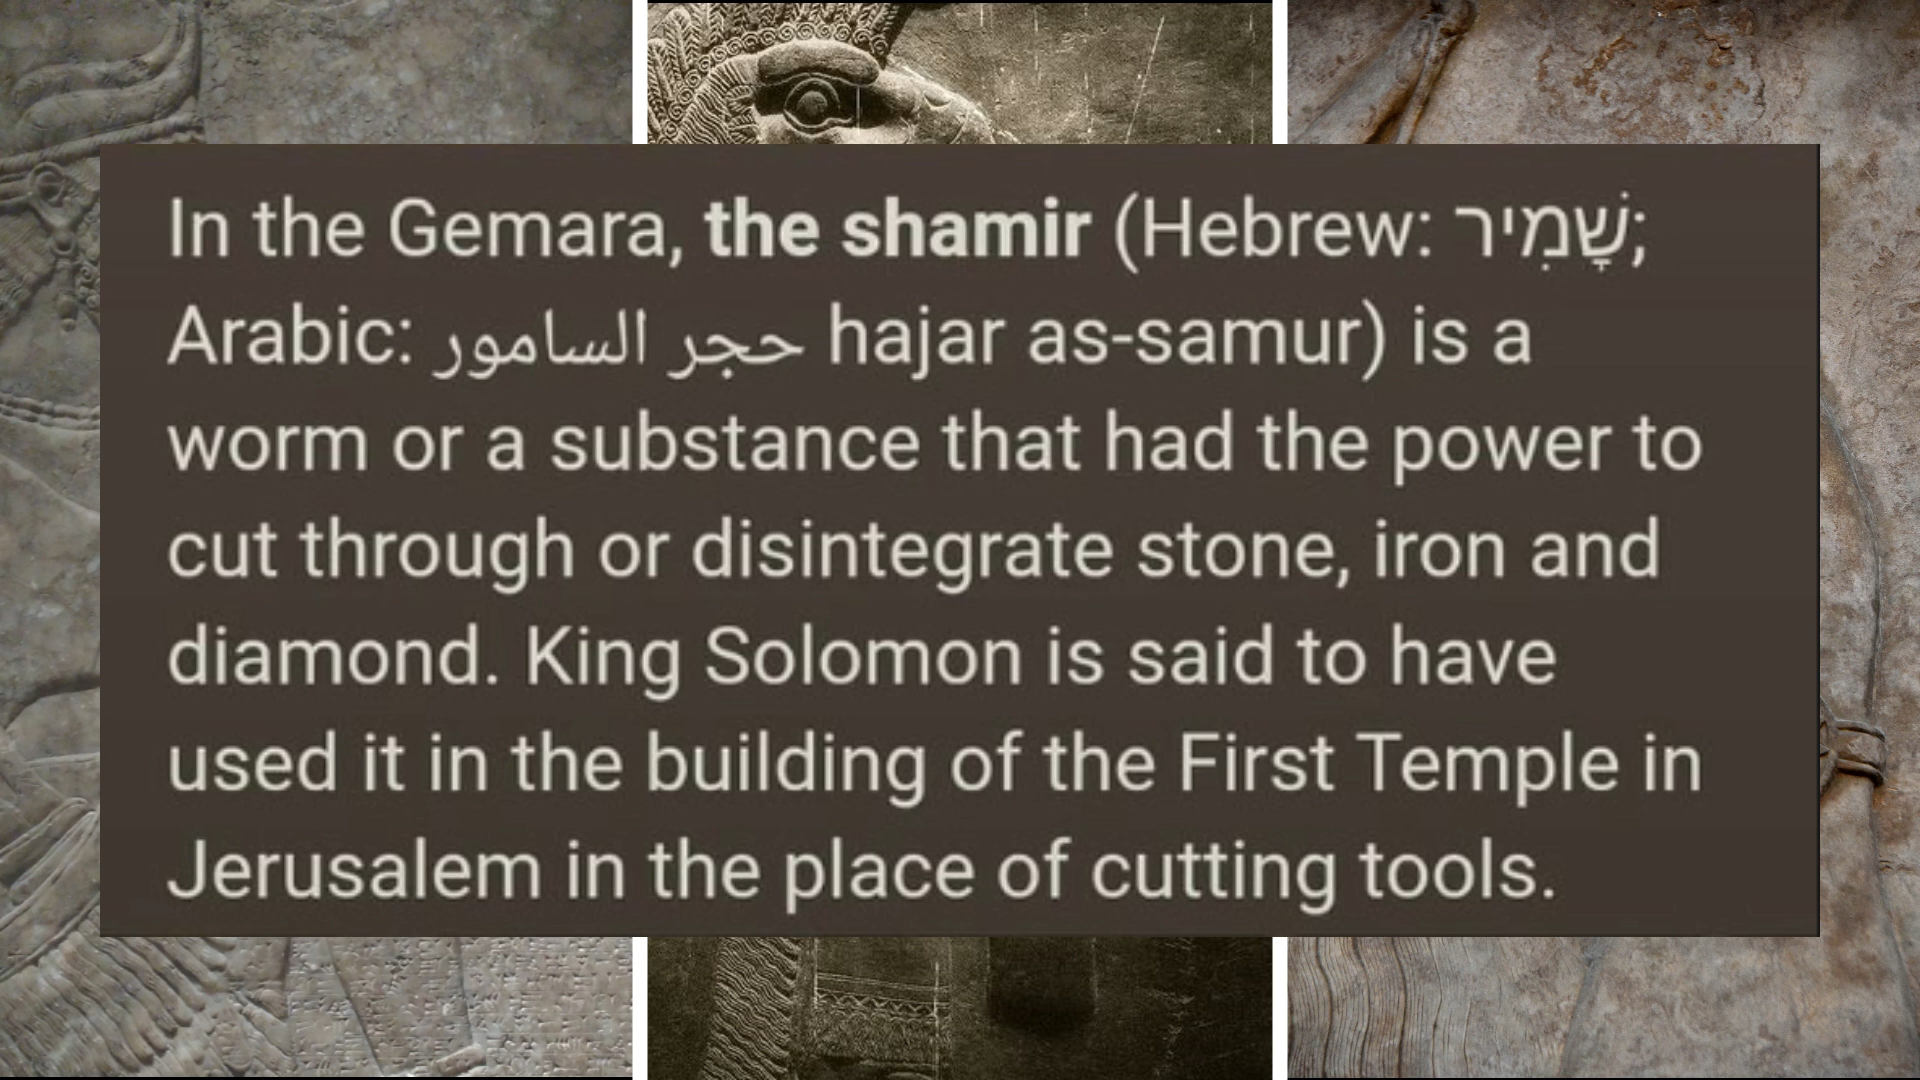 In the Gemara, the shamir (Hebrew: שָׁמִיר;
Arabic: حجر السامور hajar as-samur) is a
worm or a substance that had the power to
cut through or disintegrate stone, iron and
diamond. King Solomon is said to have
used it in the building of the First Temple in
Jerusalem in the place of cutting tools.